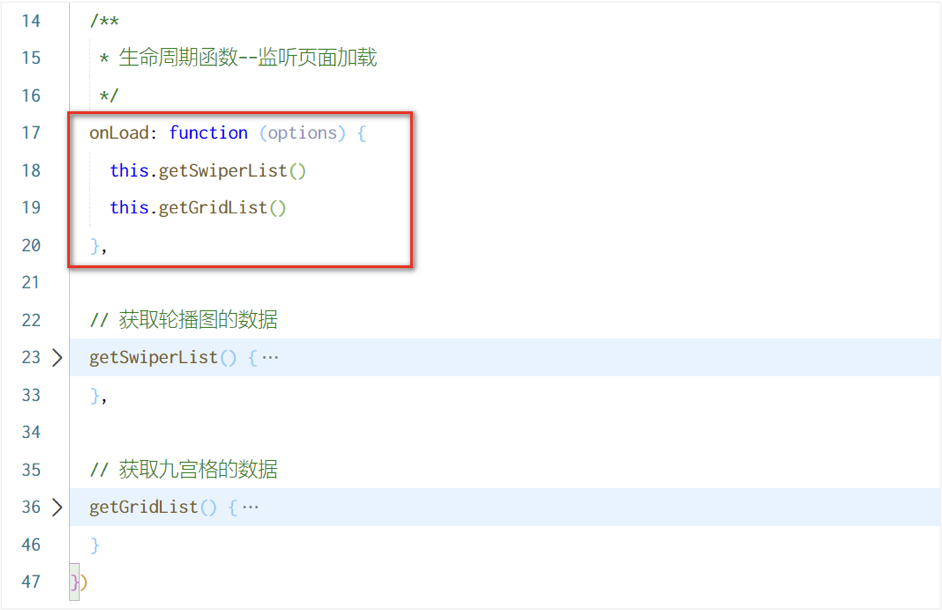 14 /**
15 * 生命周期函数--监听页面加载
16 */
17 onLoad: function (options) {
18 this.getSwiperList()
19 this.getGridList()
20 },
21
22 // 获取轮播图的数据
23 getSwiperList() { ···
33 },
34
35 // 获取九宫格的数据
36 getGridList() { ···
46 }
47 })